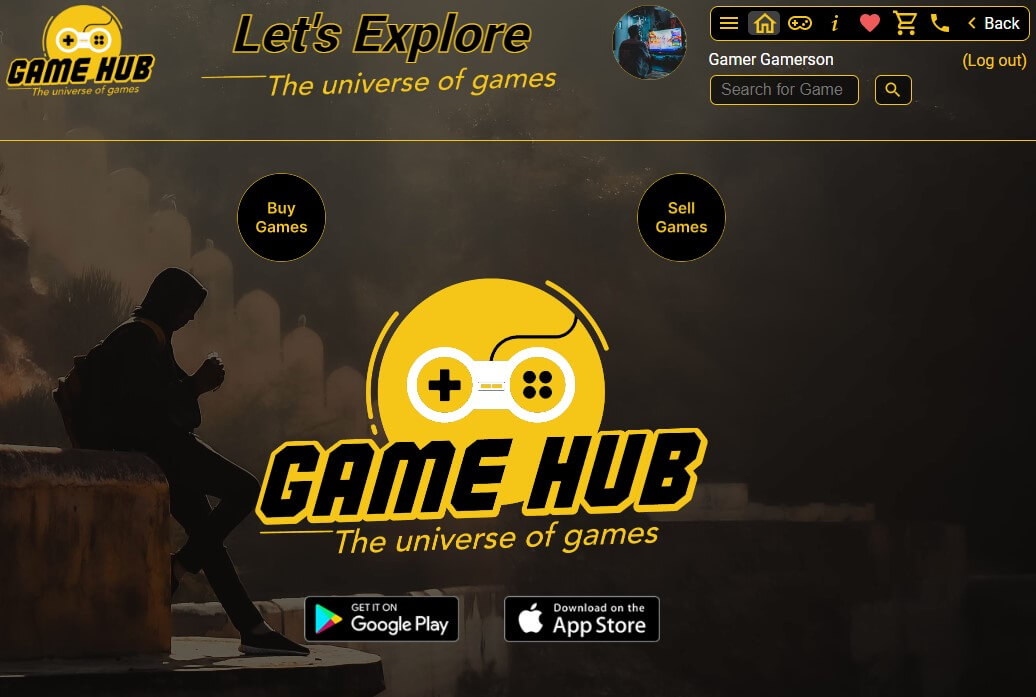 GAME HUB
The universe of games
Let's Explore
The universe of games
i
Back
Gamer Gamerson
(Log out)
Search for Game
Buy
Games
Sell
Games
GAME HUB
The universe of games
GET IT ON
Google Play
Download on the
App Store